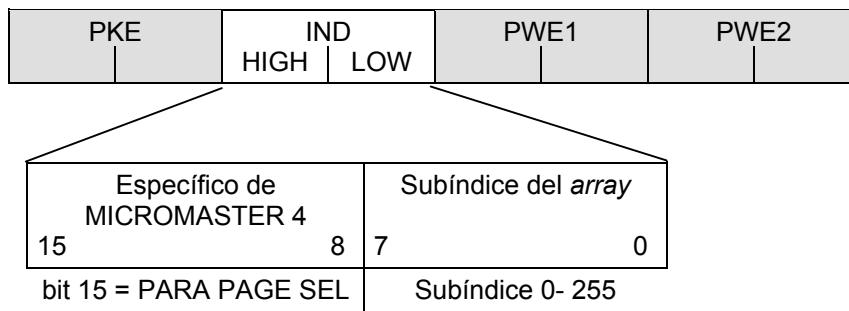 PKE IND PWE1 PWE2
HIGH LOW
Específico de Subíndice del array
MICROMASTER 4
15 8 7 0
bit 15 = PARA PAGE SEL Subíndice 0- 255